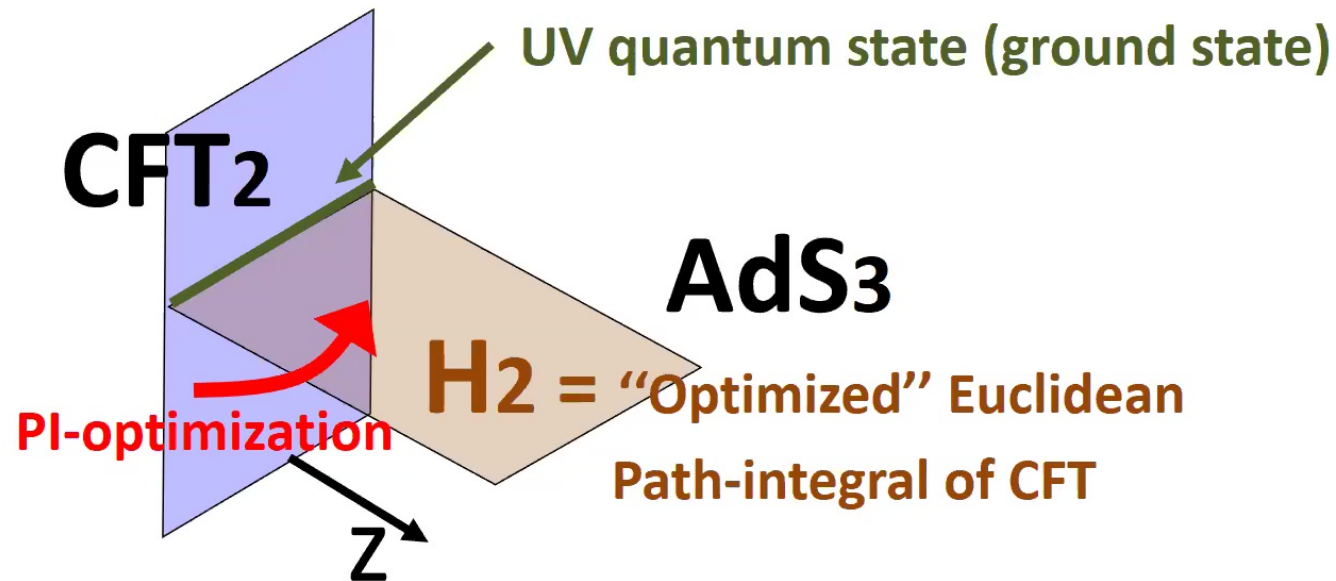 UV quantum state (ground state)
CFT2
AdS3
H2 = “Optimized” Euclidean
Path-integral of CFT
PI-optimization
Z